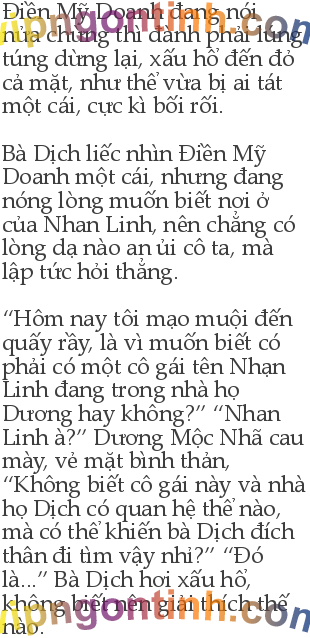 Điền Mỹ Doanh đang nói
nửa chừng thì đành phải lúng
túng dừng lại, xấu hổ đến đỏ
cả mặt, như thể vừa bị ai tát
một cái, cực kì bối rối.
Bà Dịch liếc nhìn Điền Mỹ
Doanh một cái, nhưng đang
nóng lòng muốn biết nơi ở
của Nhan Linh, nên chẳng có
lòng dạ nào an ủi cô ta, mà
lập tức hỏi thẳng.
“Hôm nay tôi mạo muội đến
quấy rầy, là vì muốn biết có
phải có một cô gái tên Nhạn
Linh đang trong nhà họ
Dương hay không?” “Nhan
Linh à?” Dương Mộc Nhã cau
mày, vẻ mặt bình thản,
“Không biết cô gái này và nhà
họ Dịch có quan hệ thế nào,
mà có thể khiến bà Dịch đích
thân đi tìm vậy nhỉ?” “Đó
là...” Bà Dịch hơi xấu hổ,
không biết nên giải thích thế
nào.